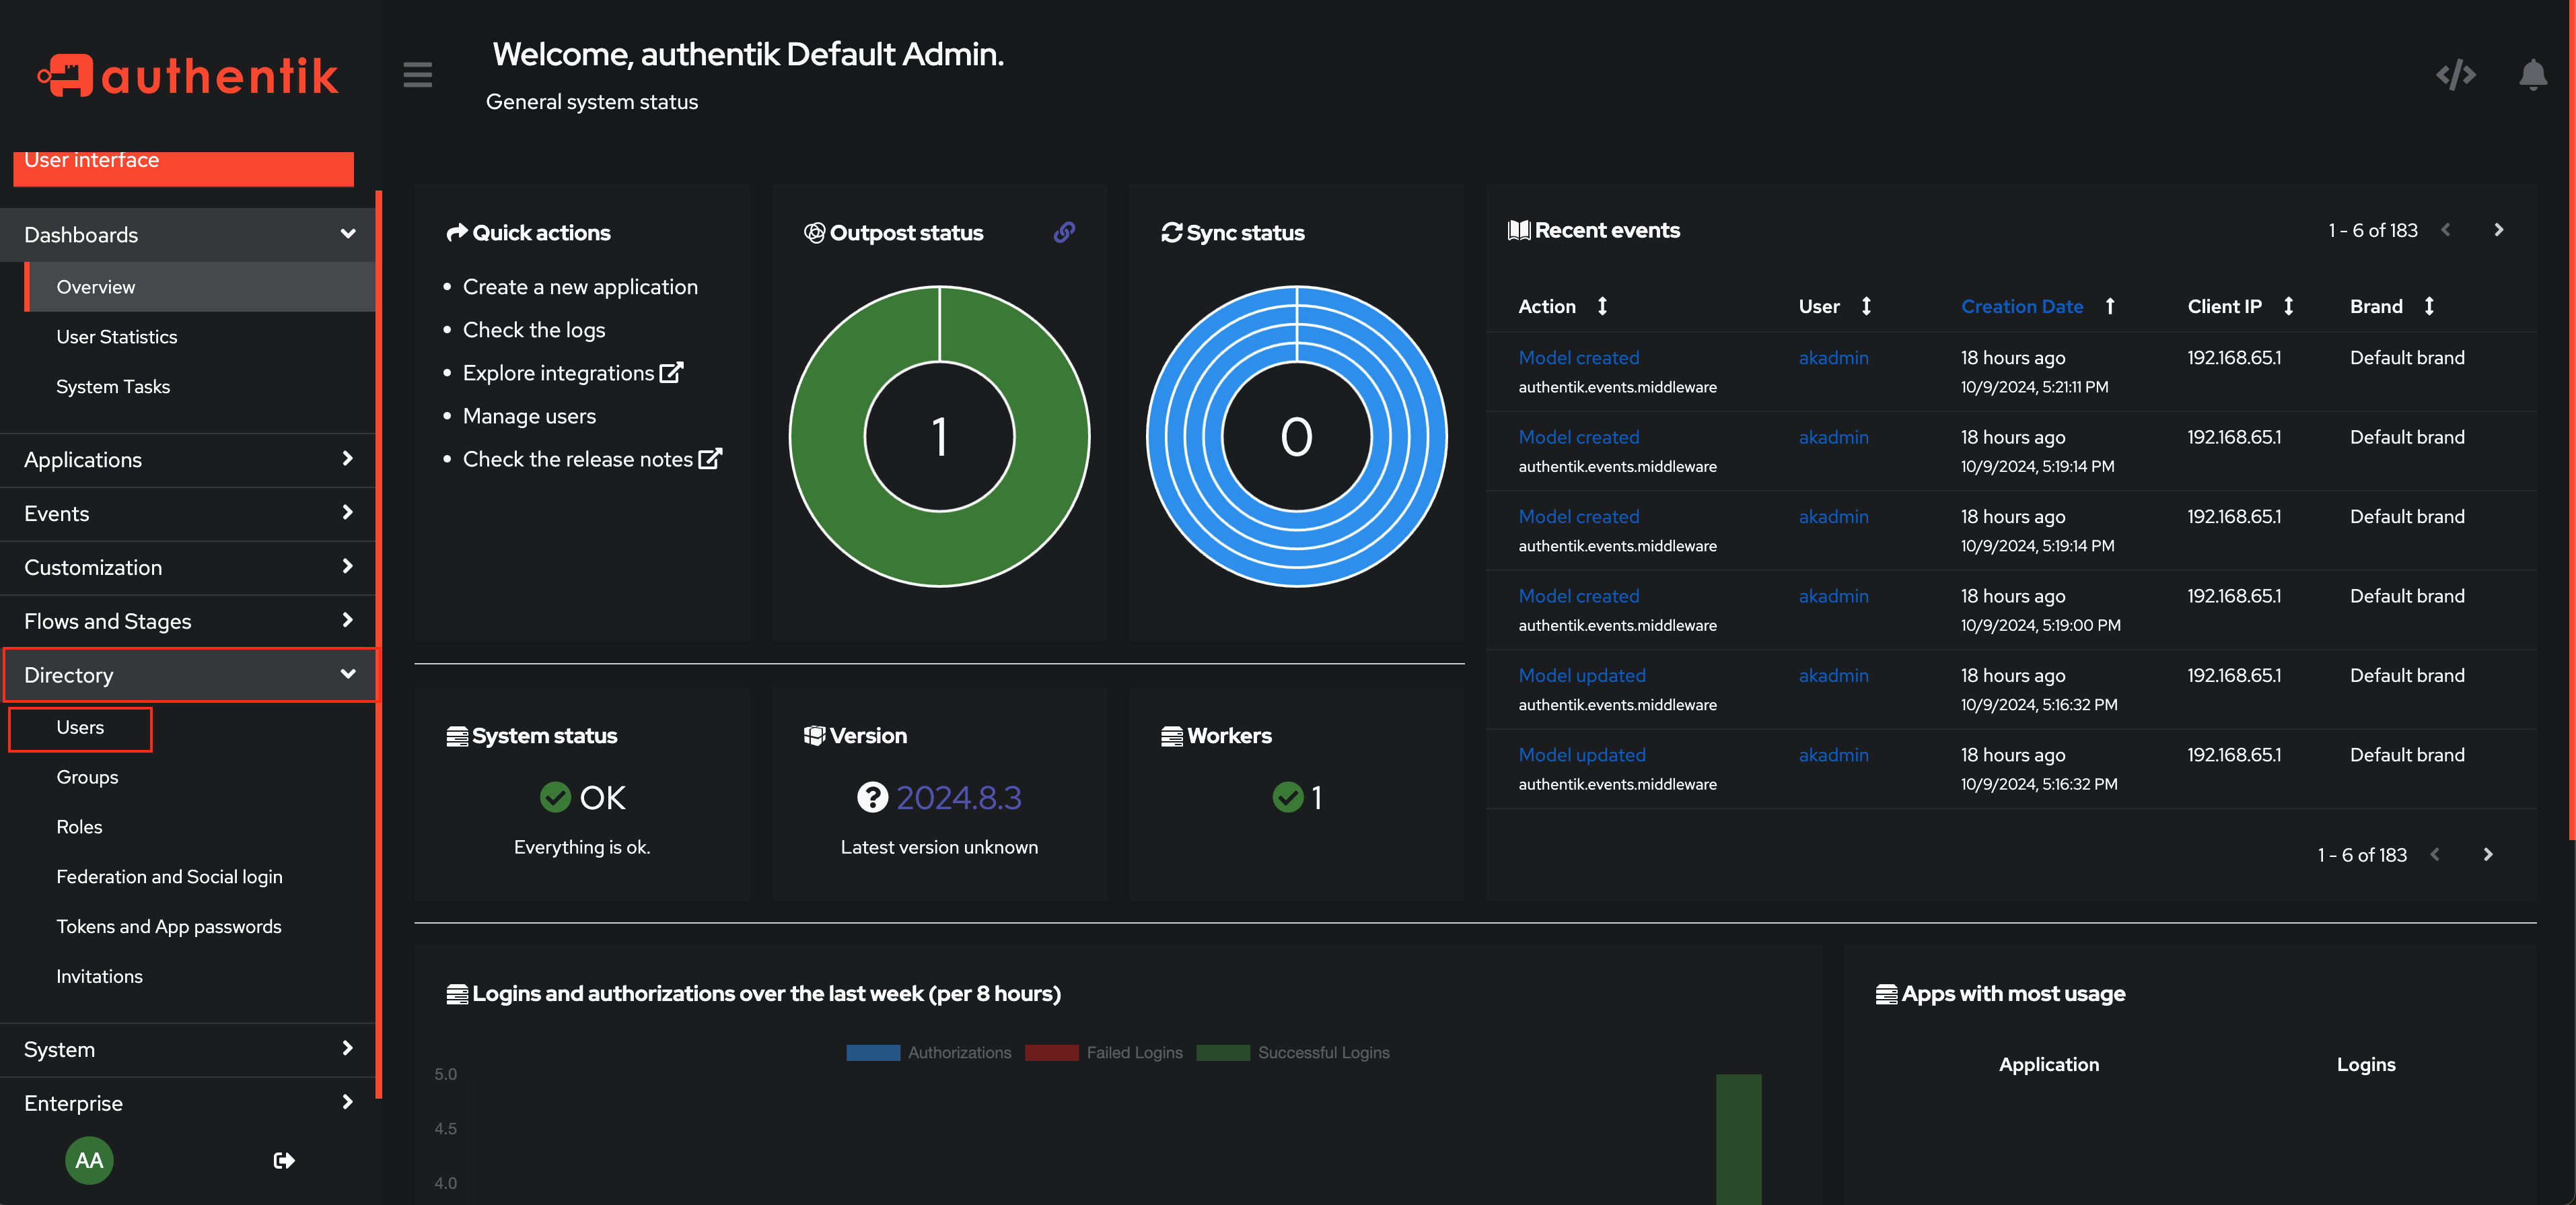 authentik
User interface
Dashboards
Overview
User Statistics
System Tasks
Applications
Events
Customization
Flows and Stages
Directory
Users
Groups
Roles
Federation and Social login
Tokens and App passwords
Invitations
System
Enterprise
AA
Welcome, authentik Default Admin.
General system status
Quick actions
Create a new application
Check the logs
Explore integrations
Manage users
Check the release notes
Outpost status
1
Sync status
0
Recent events
1 - 6 of 183
Action User Creation Date Client IP Brand
Model created akadmin 18 hours ago 192.168.65.1 Default brand
authentik.events.middleware 10/9/2024, 5:21:11 PM
Model created akadmin 18 hours ago 192.168.65.1 Default brand
authentik.events.middleware 10/9/2024, 5:19:14 PM
Model created akadmin 18 hours ago 192.168.65.1 Default brand
authentik.events.middleware 10/9/2024, 5:19:14 PM
Model created akadmin 18 hours ago 192.168.65.1 Default brand
authentik.events.middleware 10/9/2024, 5:19:00 PM
Model updated akadmin 18 hours ago 192.168.65.1 Default brand
authentik.events.middleware 10/9/2024, 5:16:32 PM
Model updated akadmin 18 hours ago 192.168.65.1 Default brand
authentik.events.middleware 10/9/2024, 5:16:32 PM
1 - 6 of 183
System status
OK
Everything is ok.
Version
2024.8.3
Latest version unknown
Workers
1
Logins and authorizations over the last week (per 8 hours)
Authorizations Failed Logins Successful Logins
5.0
4.5
4.0
Apps with most usage
Application Logins